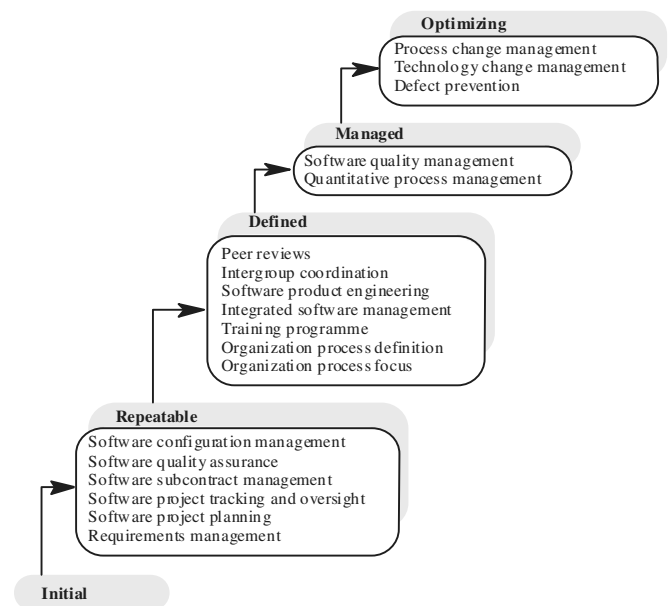 Optimizing
Process change management
Technology change management
Defect prevention
Managed
Software quality management
Quantitative process management
Defined
Peer reviews
Intergroup coordination
Software product engineering
Integrated software management
Training programme
Organization process definition
Organization process focus
Repeatable
Software configuration management
Software quality assurance
Software subcontract management
Software project tracking and oversight
Software project planning
Requirements management
Initial